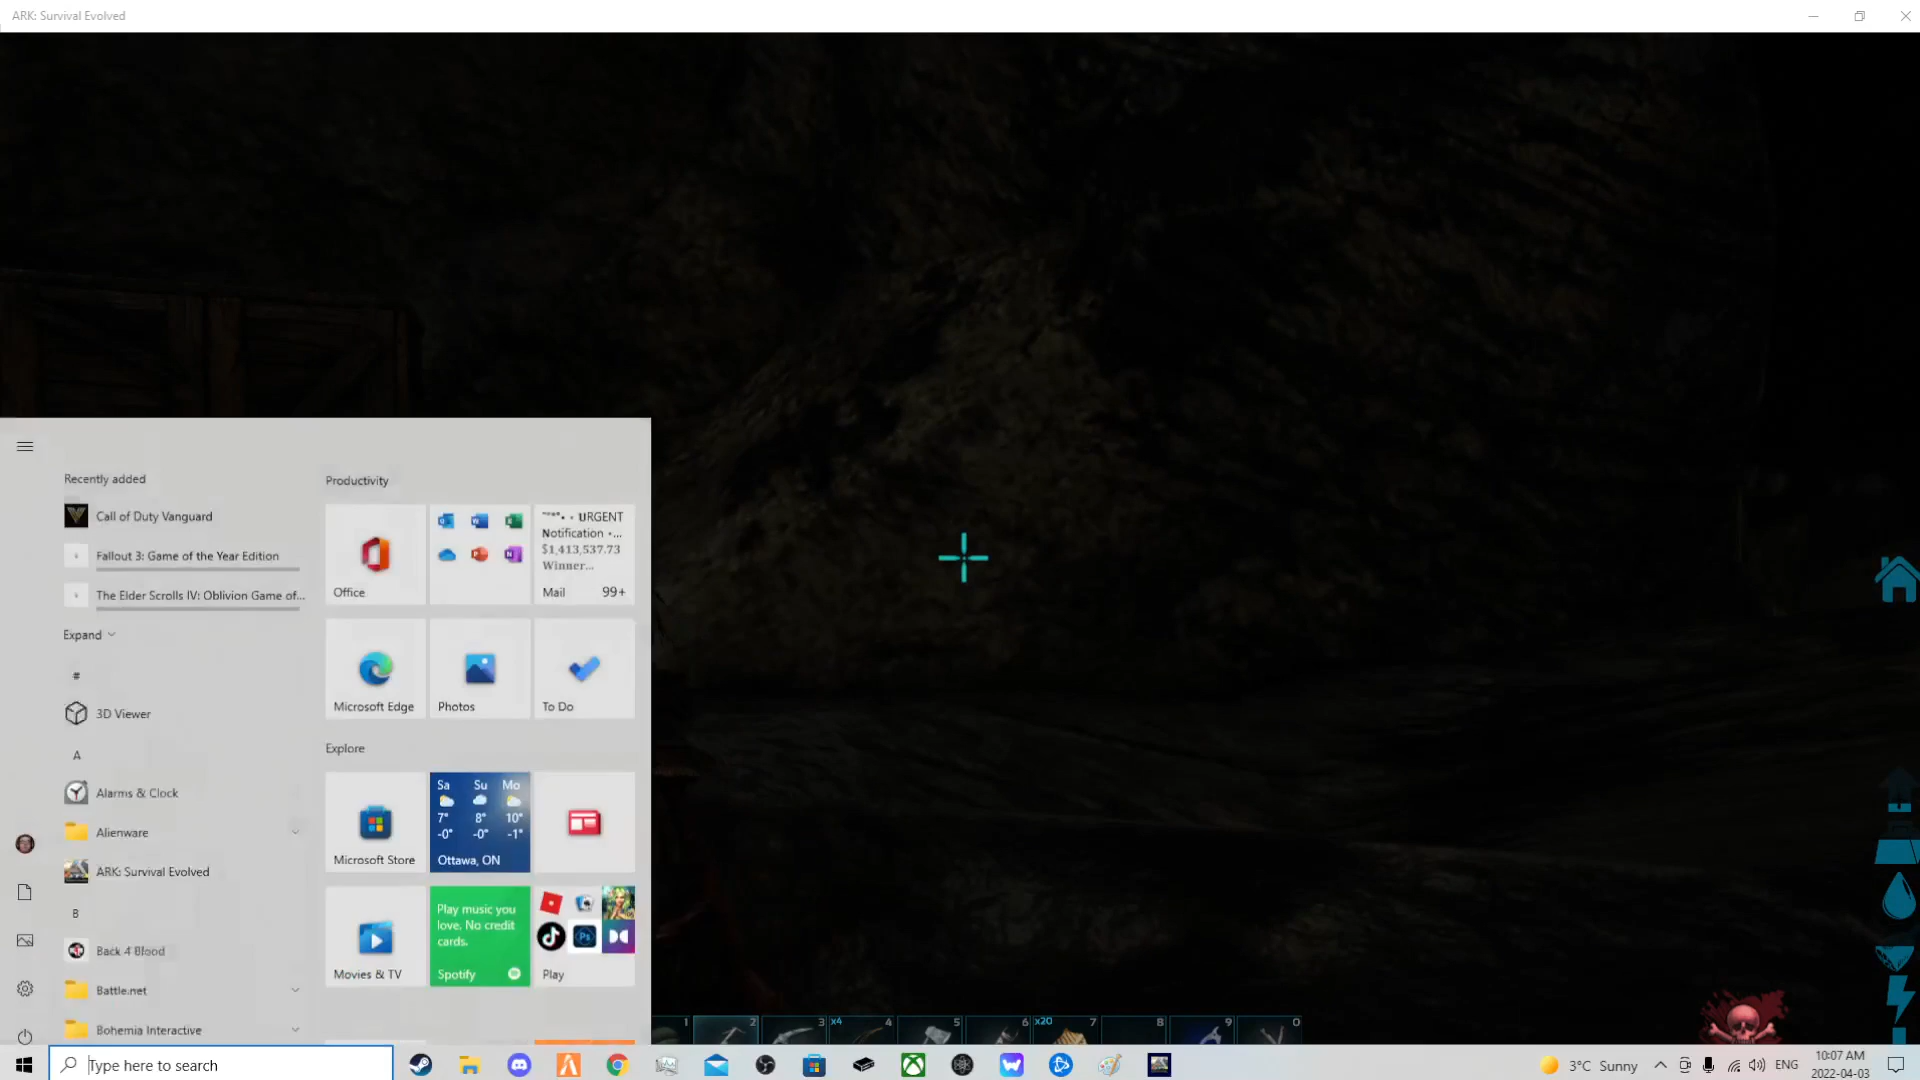 ARK: Survival Evolved
Recently added
Call of Duty Vanguard
Fallout 3: Game of the Year Edition
The Elder Scrolls IV: Oblivion Game of...
Expand
#
3D Viewer
A
Alarms & Clock
Alienware
ARK: Survival Evolved
B
Back 4 Blood
Battle.net
Bohemia Interactive
Productivity
Office
URGENT
Notification •...
$1,413,537.73
Winner...
Mail 99+
Microsoft Edge
Photos
To Do
Explore
Microsoft Store
Sa Su Mo
7° 8° 10°
-0° -0° -1°
Ottawa, ON
Movies & TV
Play music you
love. No credit
cards.
Spotify
Ps
Play
1 2 3 x4 4 5 6 x20 7 8 9 0
Type here to search
3°C Sunny
ENG
10:07 AM
2022-04-03